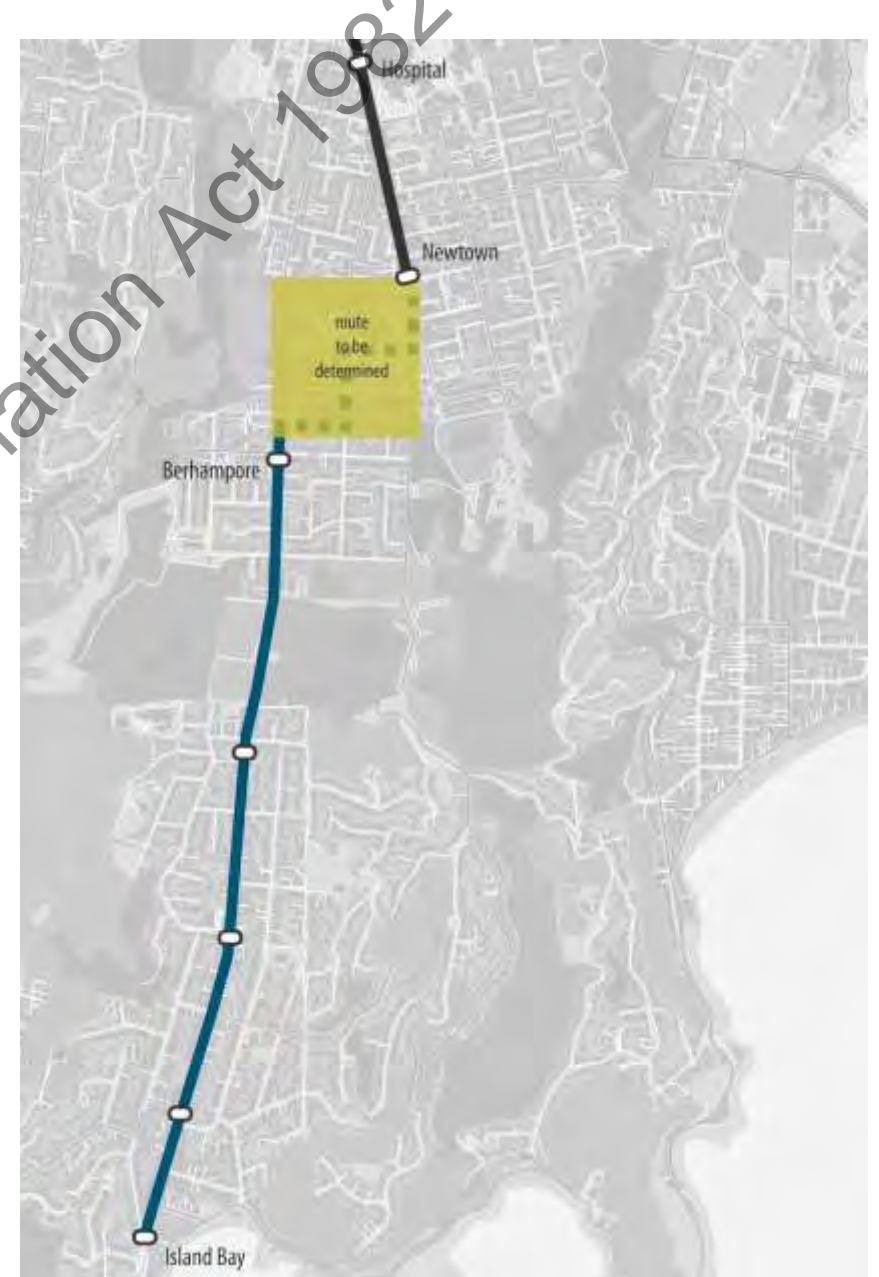 ation Act 1982
Hospital
Newtown
route
to be
determined
Berhampore
Island Bay